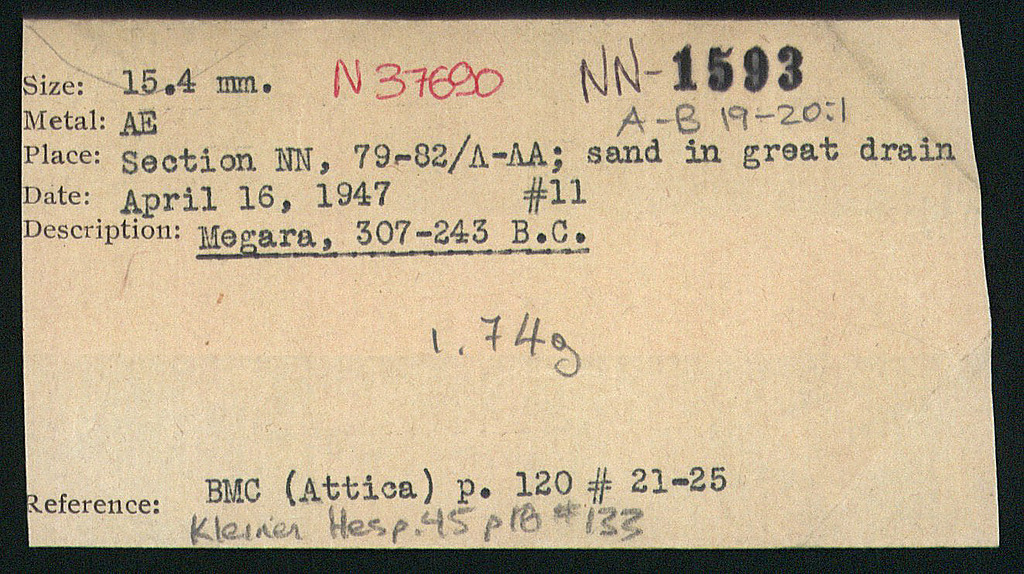 Size: 15.4 mm. N 37690 NN-1593
Metal: AE A-B 19-20:1
Place: Section NN, 79-82/Λ-ΛΛ; sand in great drain
Date: April 16, 1947 #11
Description: Megara, 307-243 B.C.
1.74g
Reference: BMC (Attica) p. 120 # 21-25
Kleiner Hesp. 45 p18 #133